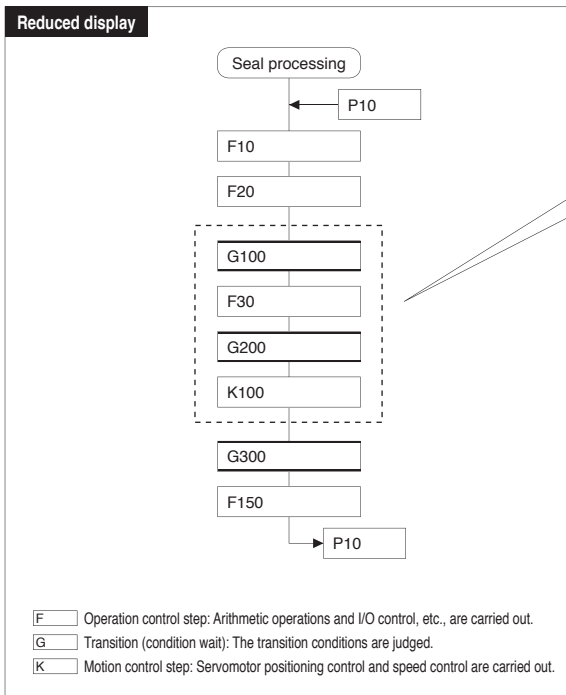 Reduced display
Seal processing
P10
F10
F20
G100
F30
G200
K100
G300
F150
P10
F Operation control step: Arithmetic operations and I/O control, etc., are carried out.
G Transition (condition wait): The transition conditions are judged.
K Motion control step: Servomotor positioning control and speed control are carried out.